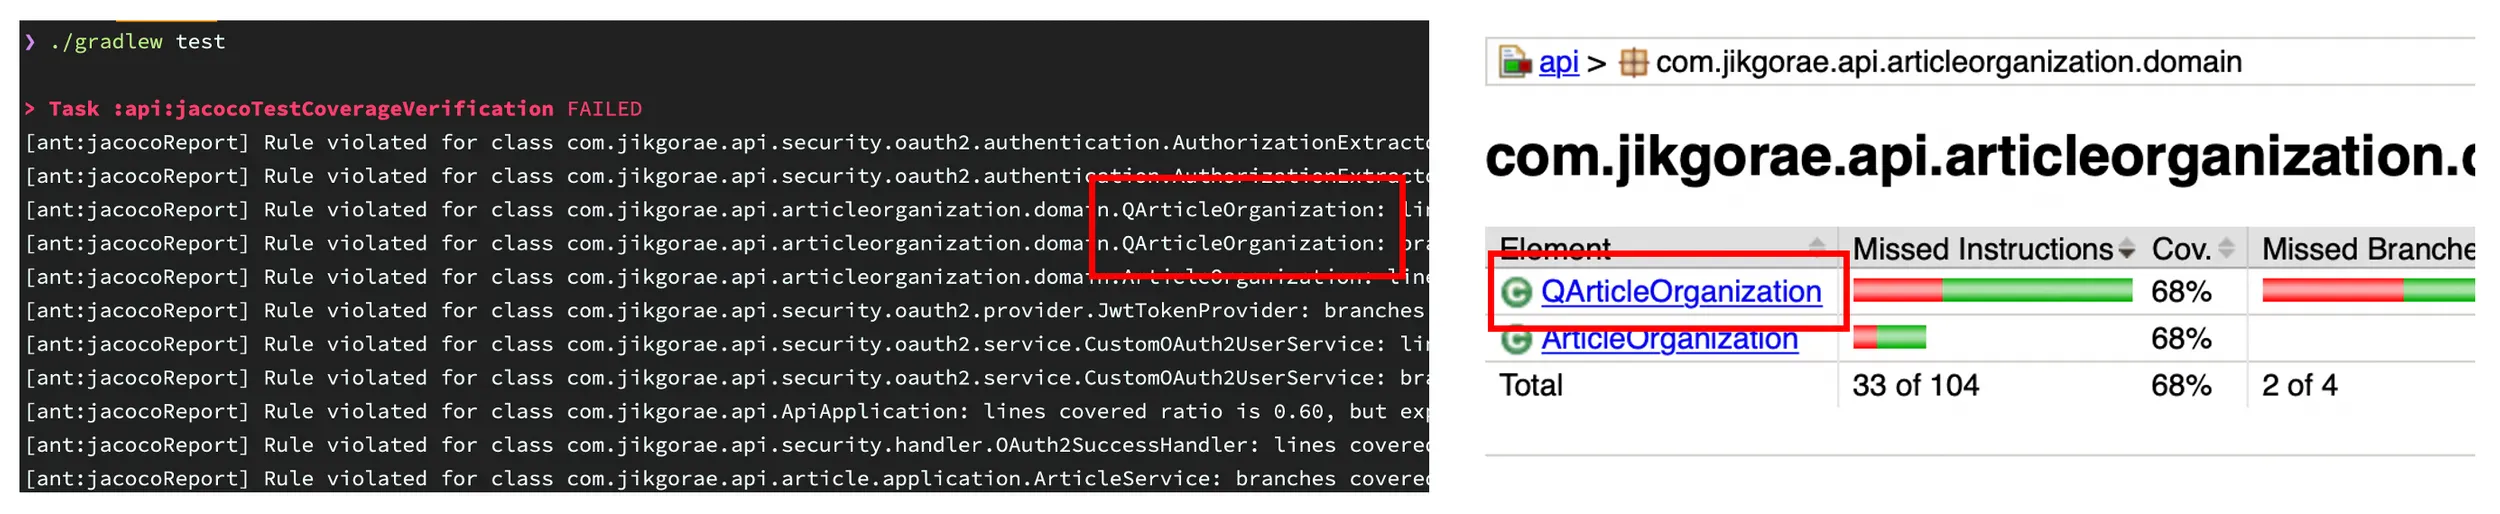 ❯ ./gradlew test
> Task :api:jacocoTestCoverageVerification FAILED
[ant:jacocoReport] Rule violated for class com.jikgorae.api.security.oauth2.authentication.AuthorizationExtracto
[ant:jacocoReport] Rule violated for class com.jikgorae.api.security.oauth2.authentication.AuthorizationExtracto
[ant:jacocoReport] Rule violated for class com.jikgorae.api.articleorganization.domain.QArticleOrganization: lin
[ant:jacocoReport] Rule violated for class com.jikgorae.api.articleorganization.domain.QArticleOrganization: bra
[ant:jacocoReport] Rule violated for class com.jikgorae.api.articleorganization.domain.ArticleOrganization: line
[ant:jacocoReport] Rule violated for class com.jikgorae.api.security.oauth2.provider.JwtTokenProvider: branches
[ant:jacocoReport] Rule violated for class com.jikgorae.api.security.oauth2.service.CustomOAuth2UserService: lin
[ant:jacocoReport] Rule violated for class com.jikgorae.api.security.oauth2.service.CustomOAuth2UserService: bra
[ant:jacocoReport] Rule violated for class com.jikgorae.api.ApiApplication: lines covered ratio is 0.60, but exp
[ant:jacocoReport] Rule violated for class com.jikgorae.api.security.handler.OAuth2SuccessHandler: lines covered
[ant:jacocoReport] Rule violated for class com.jikgorae.api.article.application.ArticleService: branches covered
api > com.jikgorae.api.articleorganization.domain
com.jikgorae.api.articleorganization.d
Element Missed Instructions Cov. Missed Branche
QArticleOrganization 68%
ArticleOrganization 68%
Total 33 of 104 68% 2 of 4